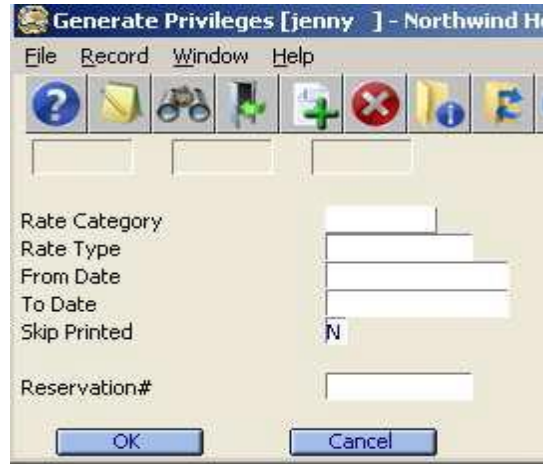 Generate Privileges [jenny ] - Northwind
File Record Window Help
Rate Category
Rate Type
From Date
To Date
Skip Printed N
Reservation#
OK Cancel